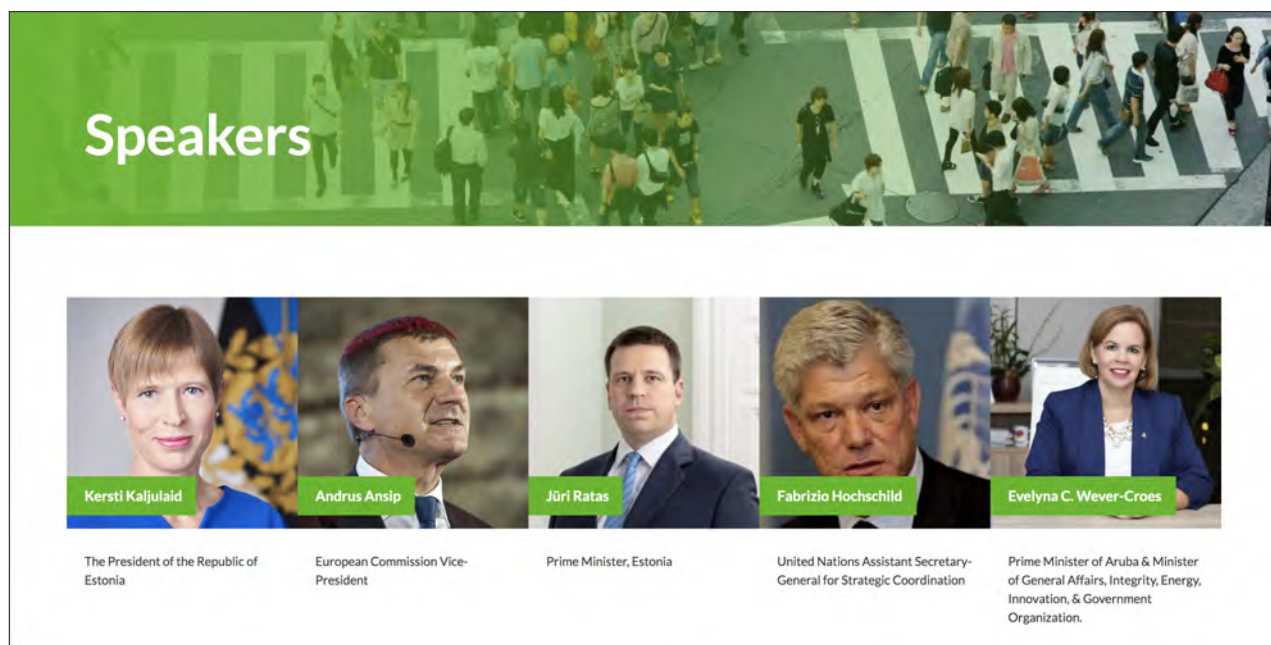 Speakers
Kersti Kaljulaid
Andrus Ansip
Jüri Ratas
Fabrizio Hochschild
Evelyna C. Wever-Croes
The President of the Republic of
Estonia
European Commission Vice-
President
Prime Minister, Estonia
United Nations Assistant Secretary-
General for Strategic Coordination
Prime Minister of Aruba & Minister
of General Affairs, Integrity, Energy,
Innovation, & Government
Organization.